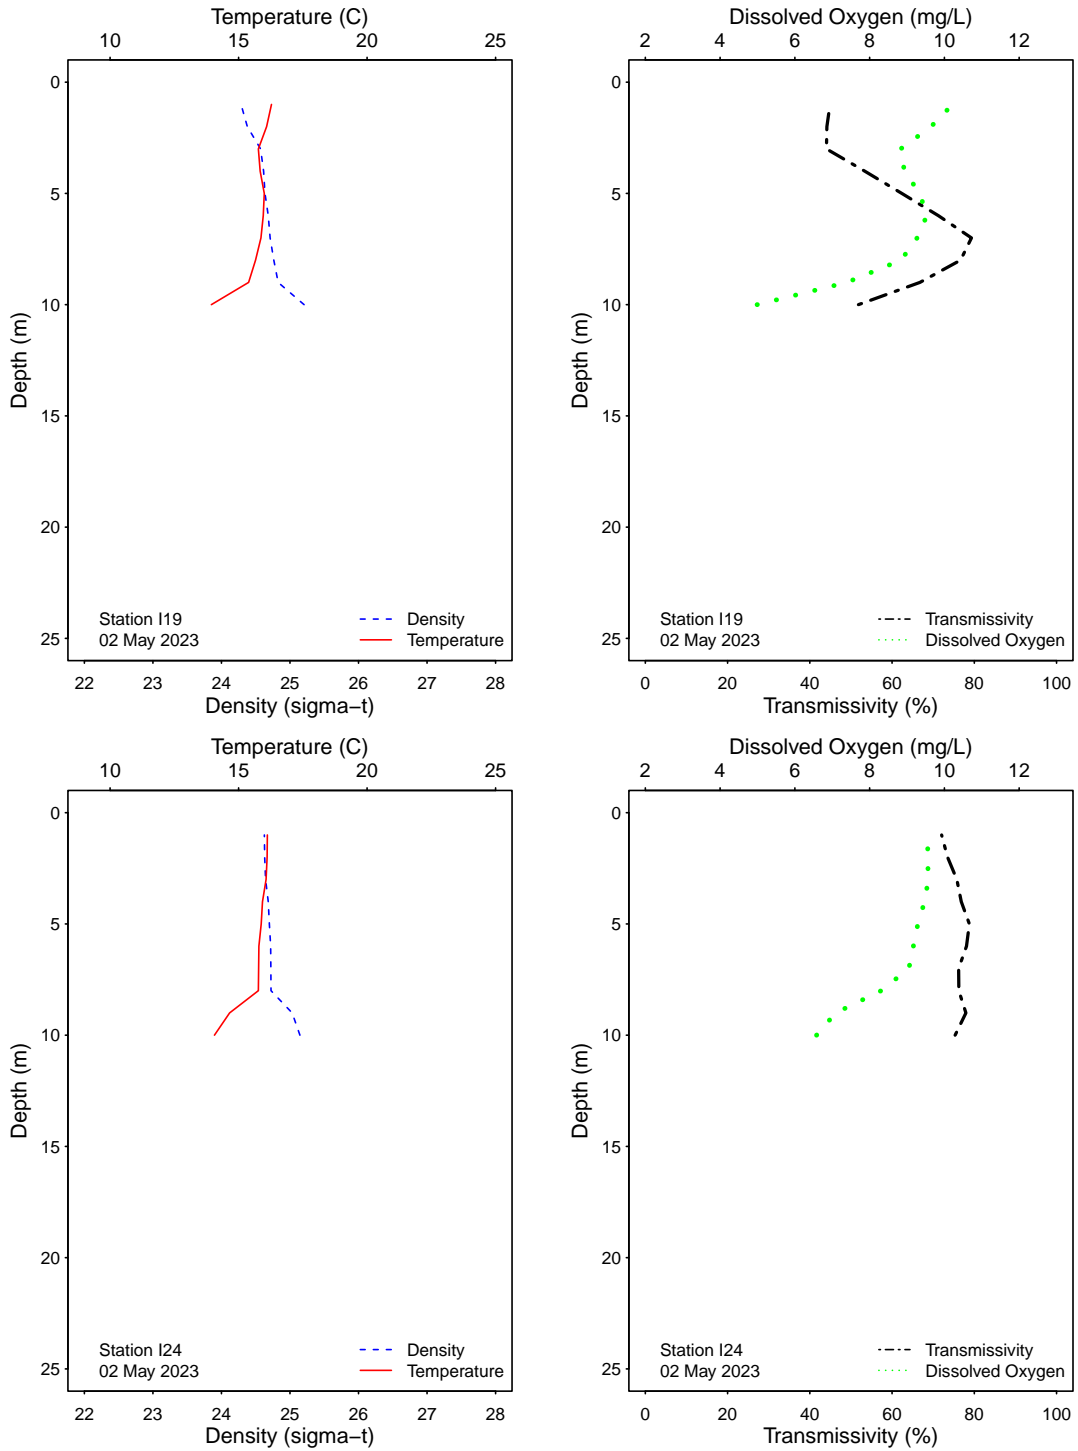 Temperature (C)
10 15 20 25
0
5
10
15
20
25
Depth (m)
Station I19
02 May 2023
Density
Temperature
22 23 24 25 26 27 28
Density (sigma−t)
Dissolved Oxygen (mg/L)
2 4 6 8 10 12
0
5
10
15
20
25
Depth (m)
Station I19
02 May 2023
Transmissivity
Dissolved Oxygen
0 20 40 60 80 100
Transmissivity (%)
Temperature (C)
10 15 20 25
0
5
10
15
20
25
Depth (m)
Station I24
02 May 2023
Density
Temperature
22 23 24 25 26 27 28
Density (sigma−t)
Dissolved Oxygen (mg/L)
2 4 6 8 10 12
0
5
10
15
20
25
Depth (m)
Station I24
02 May 2023
Transmissivity
Dissolved Oxygen
0 20 40 60 80 100
Transmissivity (%)